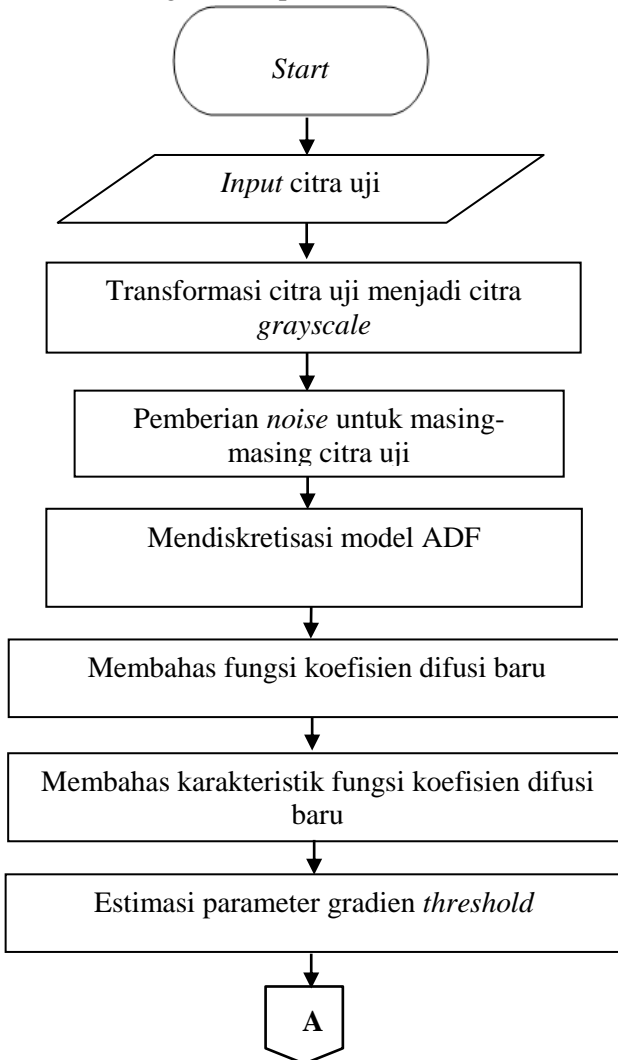 Start
Input citra uji
Transformasi citra uji menjadi citra
grayscale
Pemberian noise untuk masing-
masing citra uji
Mendiskretisasi model ADF
Membahas fungsi koefisien difusi baru
Membahas karakteristik fungsi koefisien difusi
baru
Estimasi parameter gradien threshold
A